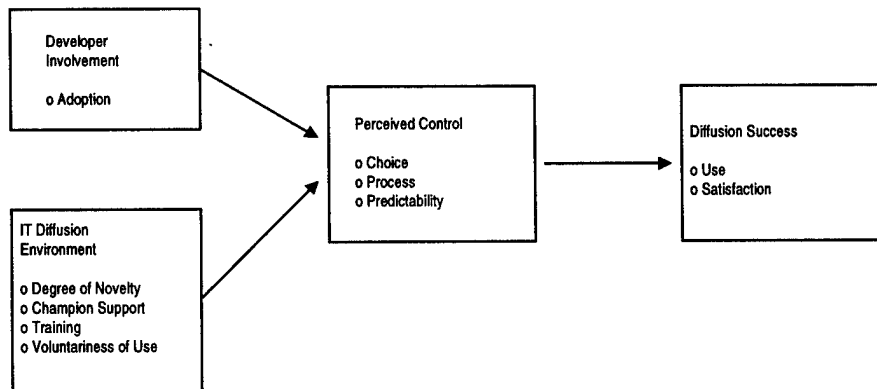 Developer
Involvement
o Adoption
IT Diffusion
Environment
o Degree of Novelty
o Champion Support
o Training
o Voluntariness of Use
Perceived Control
o Choice
o Process
o Predictability
Diffusion Success
o Use
o Satisfaction